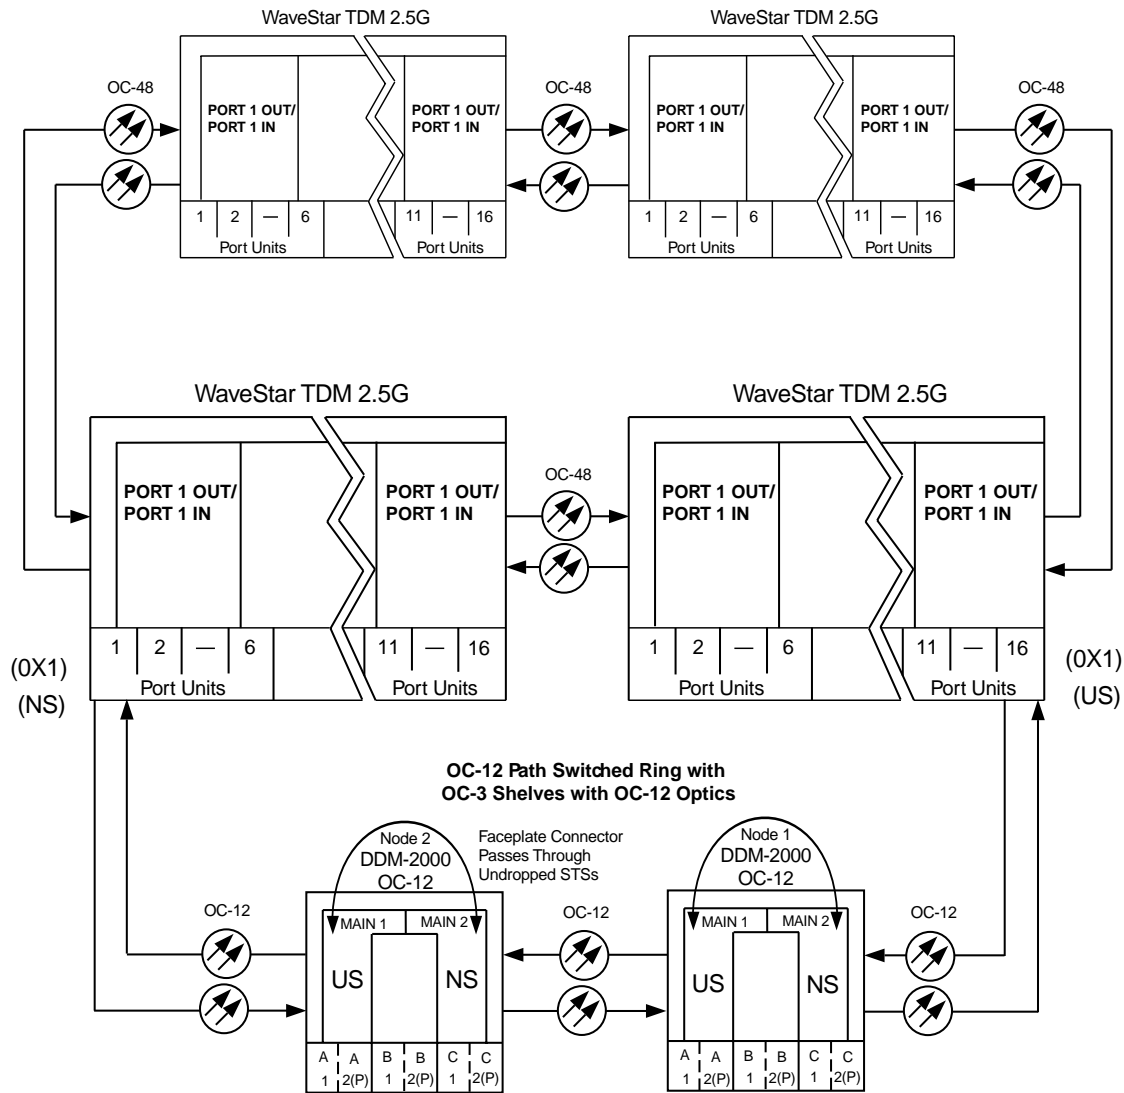 WaveStar TDM 2.5G
WaveStar TDM 2.5G
OC-48
OC-48
OC-48
PORT 1 OUT/
PORT 1 IN
PORT 1 OUT/
PORT 1 IN
PORT 1 OUT/
PORT 1 IN
PORT 1 OUT/
PORT 1 IN
1 2 — 6
11 — 16
1 2 — 6
11 — 16
Port Units
Port Units
Port Units
Port Units
WaveStar TDM 2.5G
WaveStar TDM 2.5G
OC-48
PORT 1 OUT/
PORT 1 IN
PORT 1 OUT/
PORT 1 IN
PORT 1 OUT/
PORT 1 IN
PORT 1 OUT/
PORT 1 IN
1 2 — 6
11 — 16
1 2 — 6
11 — 16
Port Units
Port Units
Port Units
Port Units
(0X1)
(NS)
(0X1)
(US)
OC-12 Path Switched Ring with
OC-3 Shelves with OC-12 Optics
Node 2
DDM-2000
OC-12
Faceplate Connector
Passes Through
Undropped STSs
Node 1
DDM-2000
OC-12
OC-12
OC-12
OC-12
MAIN 1
MAIN 2
US
NS
MAIN 1
MAIN 2
US
NS
A A B B C C
1 2(P) 1 2(P) 1 2(P)
A A B B C C
1 2(P) 1 2(P) 1 2(P)